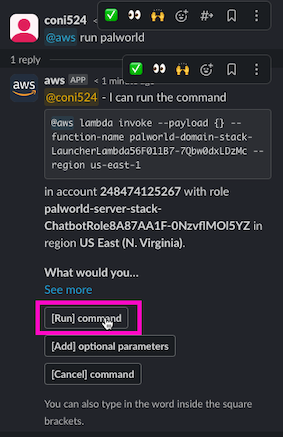 coni524
@aws run palworld
1 reply
aws APP < 1 minute ago
@coni524 - I can run the command
@aws lambda invoke --payload {} --
function-name palworld-domain-stack-
LauncherLambda56F011B7-7Qbw0dxLDzMc --
region us-east-1
in account 248474125267 with role
palworld-server-stack-
ChatbotRole8A87AA1F-0NzvflMOI5YZ in
region US East (N. Virginia).
What would you...
See more
[Run] command
[Add] optional parameters
[Cancel] command
You can also type in the word inside the square
brackets.